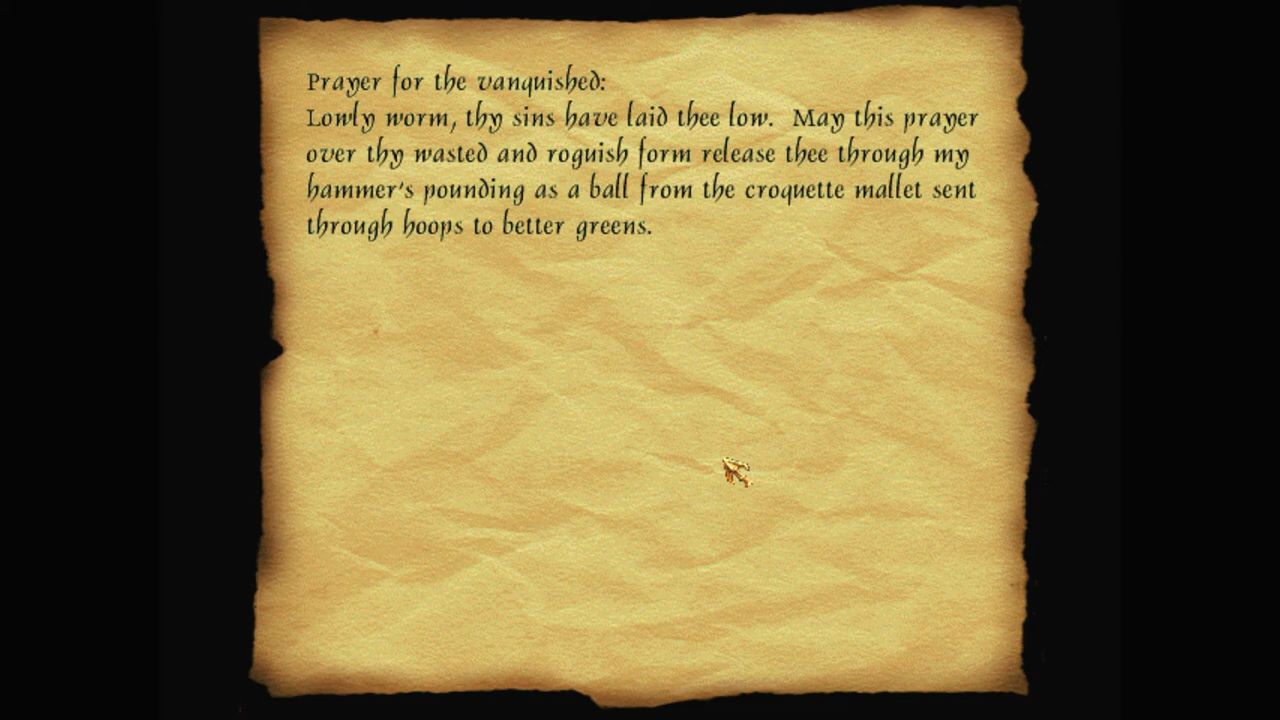 Prayer for the vanquished:
Lowly worm, thy sins have laid thee low.  May this prayer
over thy wasted and roguish form release thee through my
hammer's pounding as a ball from the croquette mallet sent
through hoops to better greens.